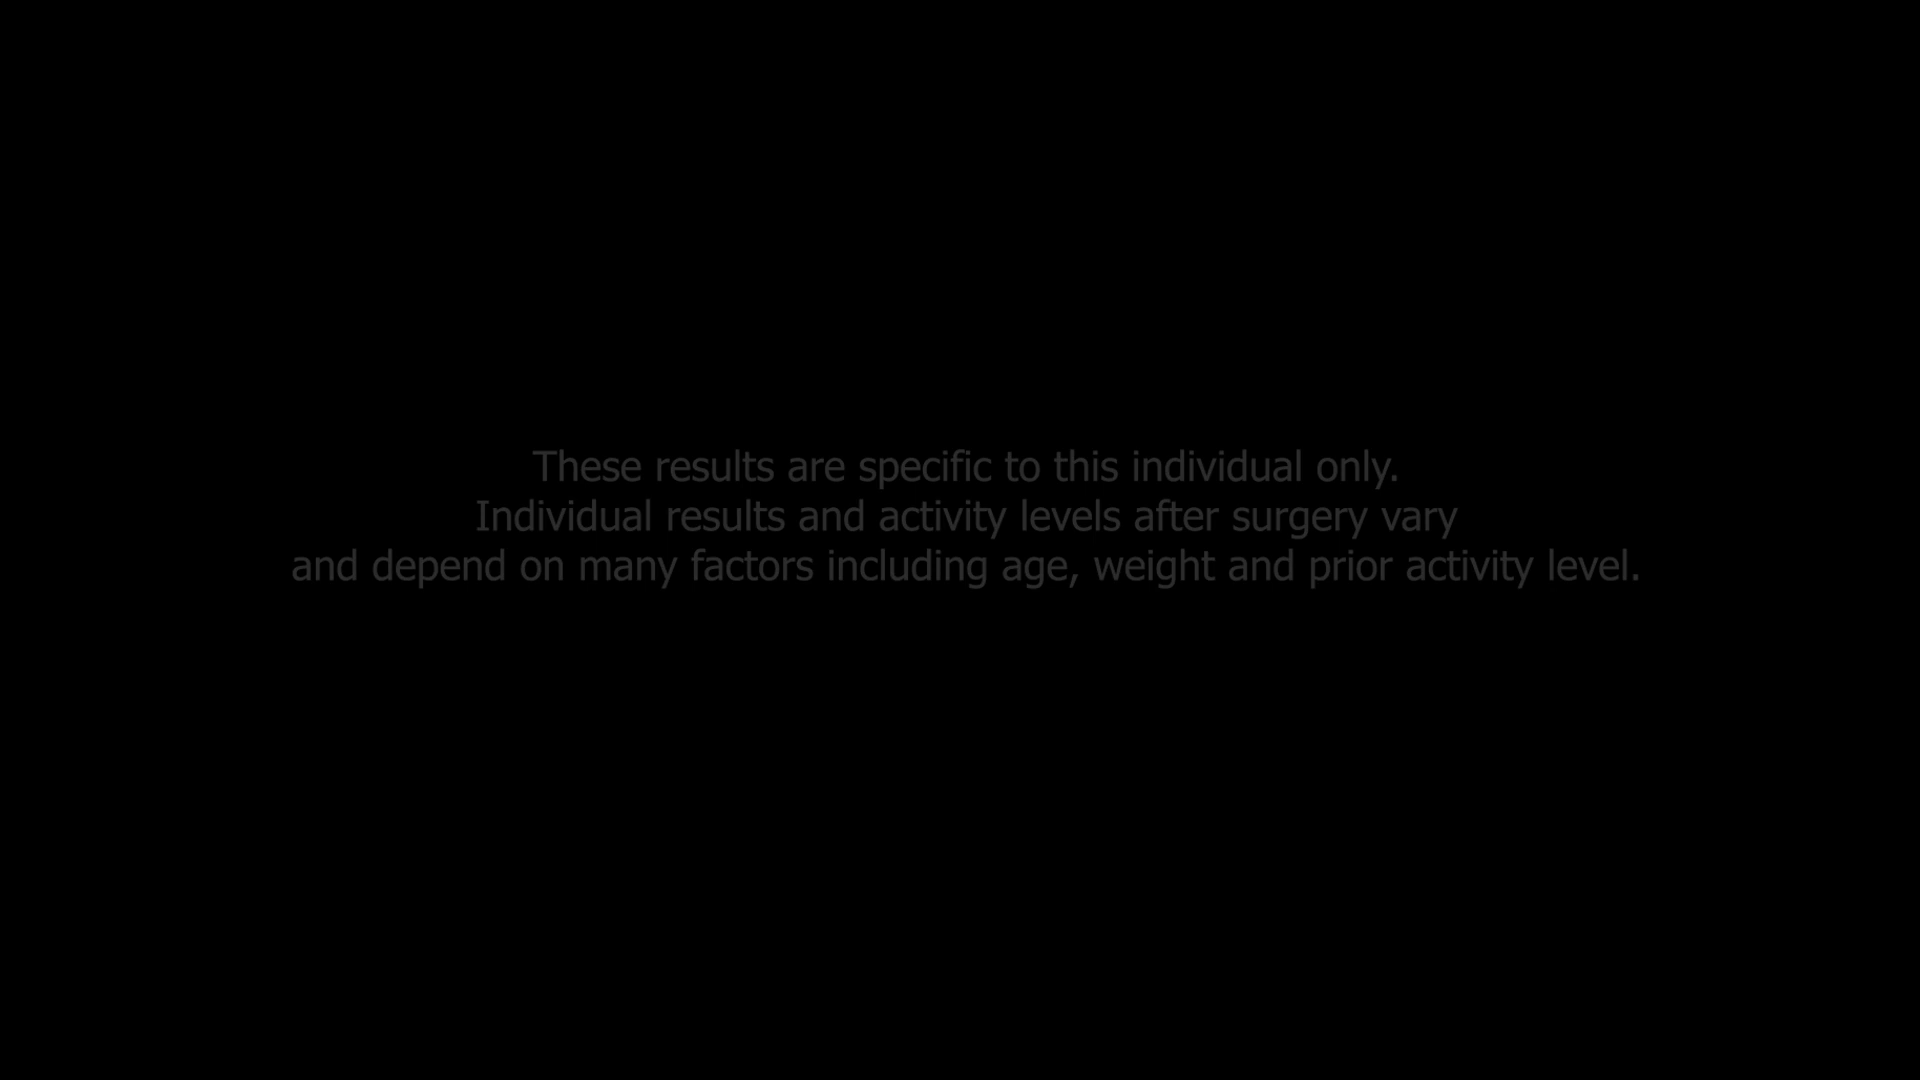 These results are specific to this individual only.
Individual results and activity levels after surgery vary
and depend on many factors including age, weight and prior activity level.